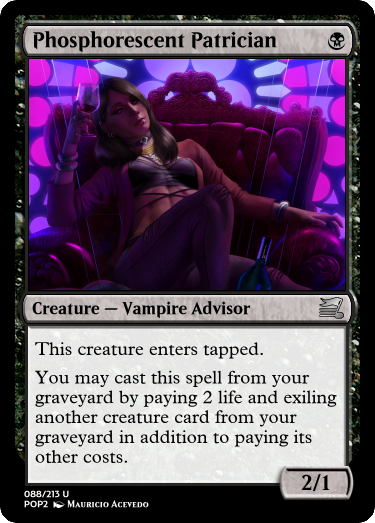 Phosphorescent Patrician
Creature — Vampire Advisor
This creature enters tapped.
You may cast this spell from your
graveyard by paying 2 life and exiling
another creature card from your
graveyard in addition to paying its
other costs.
2/1
088/213 U
POP2 Mauricio Acevedo